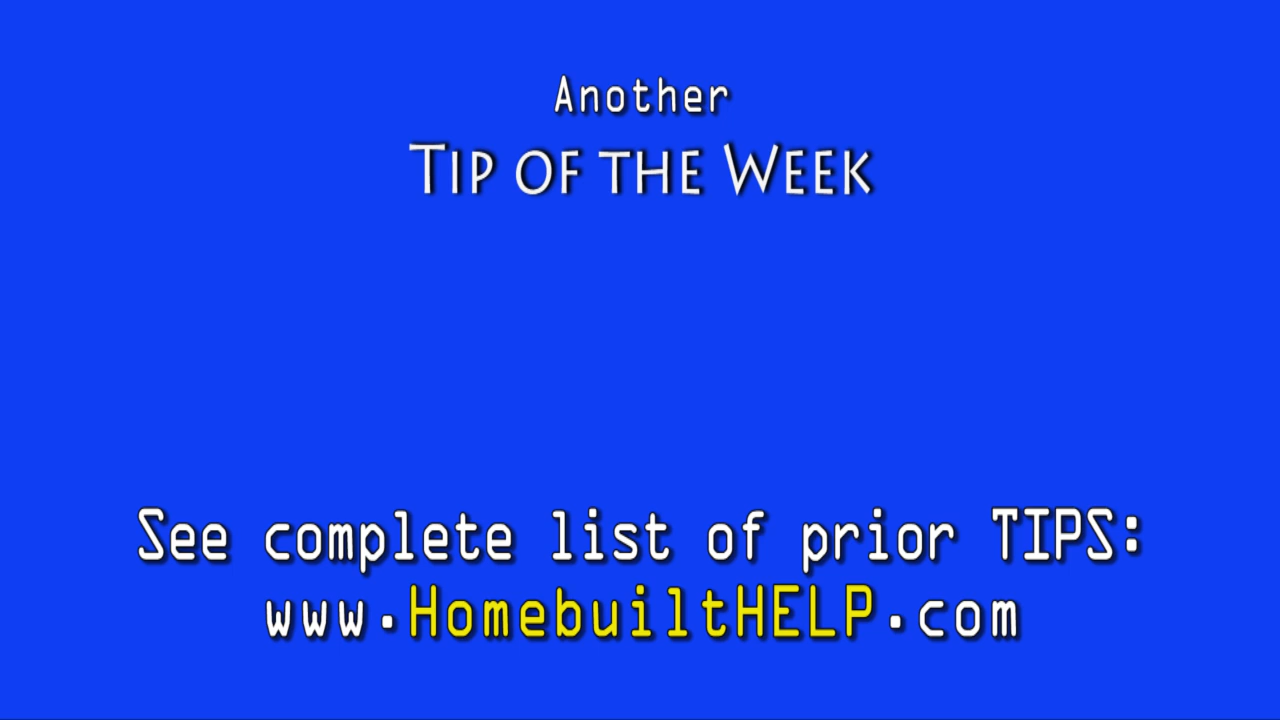 Another
Tip of the Week
See complete list of prior TIPS:
www.HomebuiltHELP.com